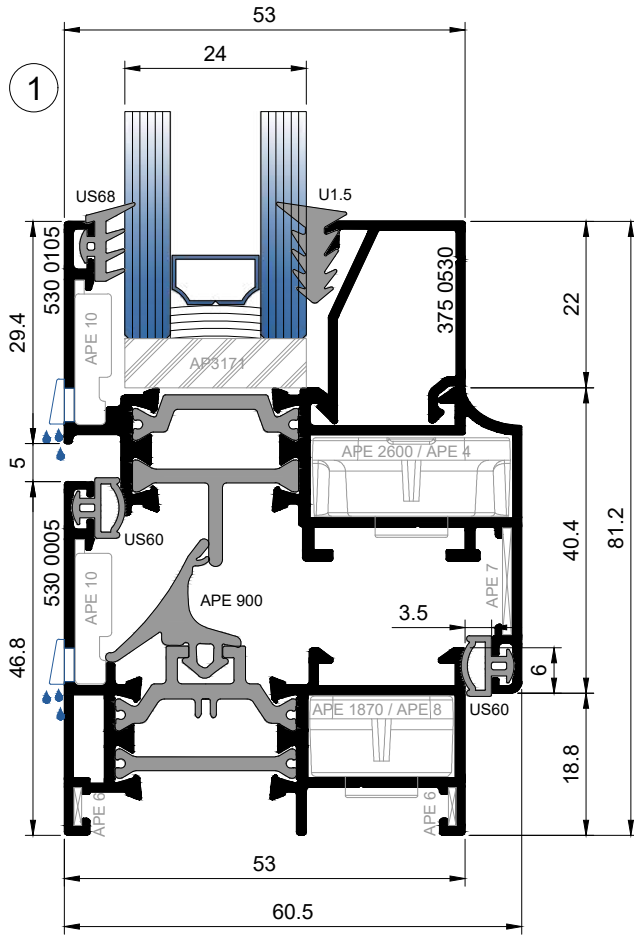 53
24
1
US68
U1.5
530 0105
375 0530
22
29.4
APE 10
AP3171
APE 2600 / APE 4
5
40.4
81.2
US60
530 0005
APE 10
APE 900
APE 7
3.5
46.8
6
APE 1870 / APE 8
US60
18.8
APE 6
APE 6
53
60.5